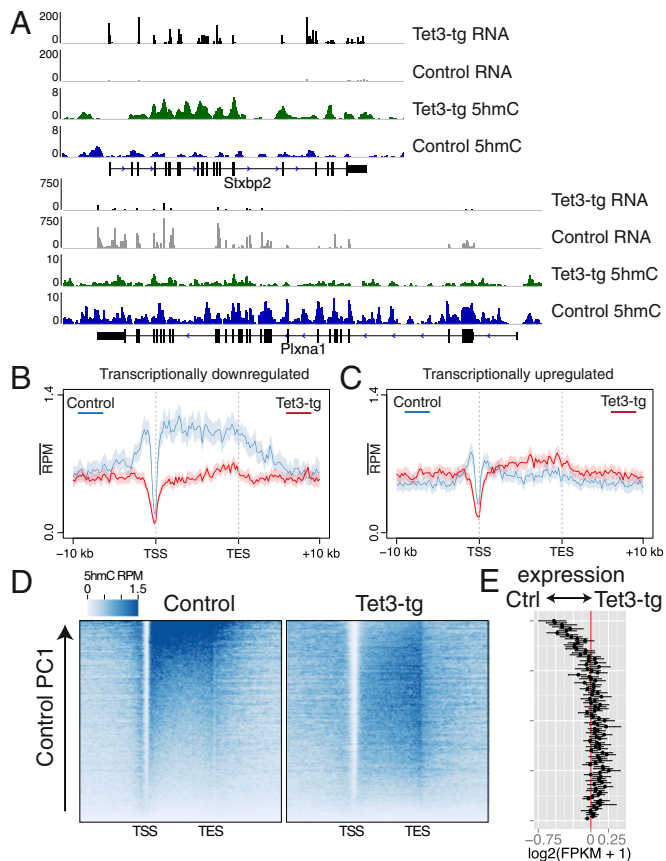 A
200
0
Tet3-tg RNA
200
0
Control RNA
8
0
Tet3-tg 5hmC
8
0
Control 5hmC
Stxbp2
750
0
Tet3-tg RNA
750
0
Control RNA
10
0
Tet3-tg 5hmC
10
0
Control 5hmC
Plxna1
B
Transcriptionally downregulated
1.4
Control
Tet3-tg
RPM
0.0
−10 kb
TSS
TES
+10 kb
C
Transcriptionally upregulated
1.4
Control
Tet3-tg
RPM
0.0
−10 kb
TSS
TES
+10 kb
D
5hmC RPM
0
1.5
Control
Tet3-tg
Control PC1
TSS
TES
TSS
TES
E
expression
Ctrl
Tet3-tg
−0.75
0
0.25
log2(FPKM + 1)